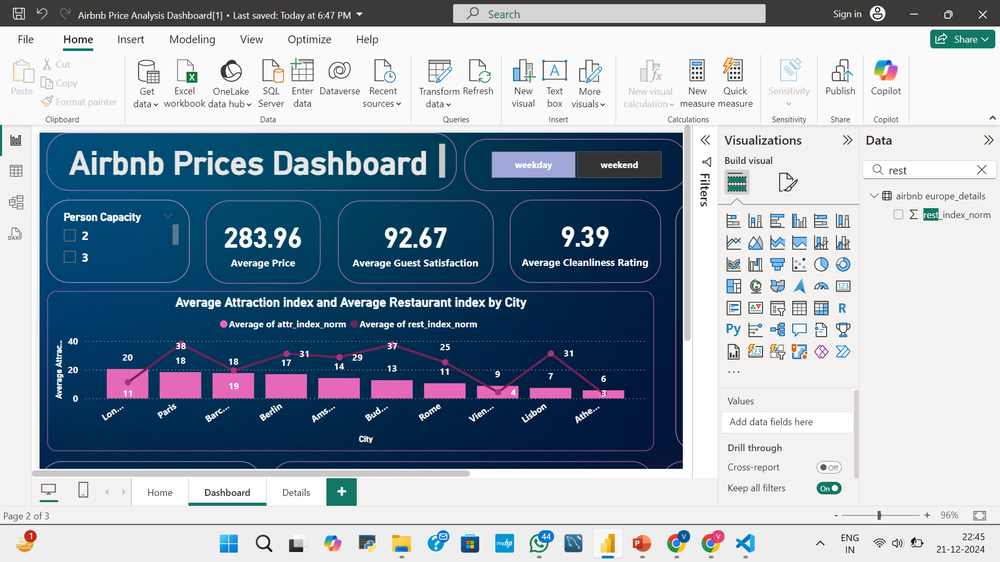 Airbnb Price Analysis Dashboard[1] • Last saved: Today at 6:47 PM
Search
Sign in
File Home Insert Modeling View Optimize Help
Share
Paste
Cut
Copy
Format painter
Clipboard
Get data
Excel workbook
OneLake data hub
SQL Server
Enter data
Dataverse
Recent sources
Data
Transform data
Refresh
Queries
New visual
Text box
More visuals
Insert
New visual calculation
New measure
Quick measure
Calculations
Sensitivity
Sensitivity
Publish
Share
Copilot
Copilot
DAX
Airbnb Prices Dashboard
weekday weekend
Person Capacity
2
3
283.96
Average Price
92.67
Average Guest Satisfaction
9.39
Average Cleanliness Rating
Average Attraction index and Average Restaurant index by City
Average of attr_index_norm Average of rest_index_norm
Average Attrac...
40
20
0
20 18 18 17 14 13 11 9 7 6
11 38 19 31 29 37 25 4 31 3
Lon... Paris Barc... Berlin Ams... Bud... Rome Vien... Lisbon Athe...
City
Filters
Visualizations
Build visual
123
R
Py
123
...
Values
Add data fields here
Drill through
Cross-report
Off
Keep all filters
On
Data
rest
airbnb europe_details
rest_index_norm
Home Dashboard Details +
Page 2 of 3
- + 96%
1
myhp
44
P
V
V
ENG
IN
22:45
21-12-2024